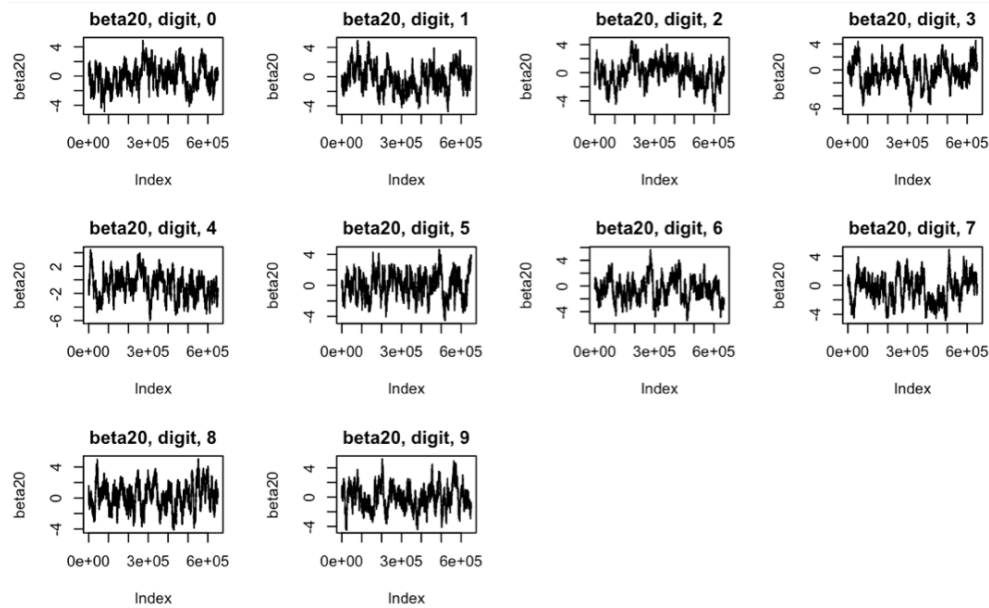 beta20, digit, 0
beta20
4
0
-4
0e+00 3e+05 6e+05
Index
beta20, digit, 1
beta20
4
0
-4
0e+00 3e+05 6e+05
Index
beta20, digit, 2
beta20
4
0
-4
0e+00 3e+05 6e+05
Index
beta20, digit, 3
beta20
4
0
-6
0e+00 3e+05 6e+05
Index
beta20, digit, 4
beta20
2
-2
-6
0e+00 3e+05 6e+05
Index
beta20, digit, 5
beta20
4
0
-4
0e+00 3e+05 6e+05
Index
beta20, digit, 6
beta20
4
0
-4
0e+00 3e+05 6e+05
Index
beta20, digit, 7
beta20
4
0
-4
0e+00 3e+05 6e+05
Index
beta20, digit, 8
beta20
4
0
-4
0e+00 3e+05 6e+05
Index
beta20, digit, 9
beta20
4
0
-4
0e+00 3e+05 6e+05
Index